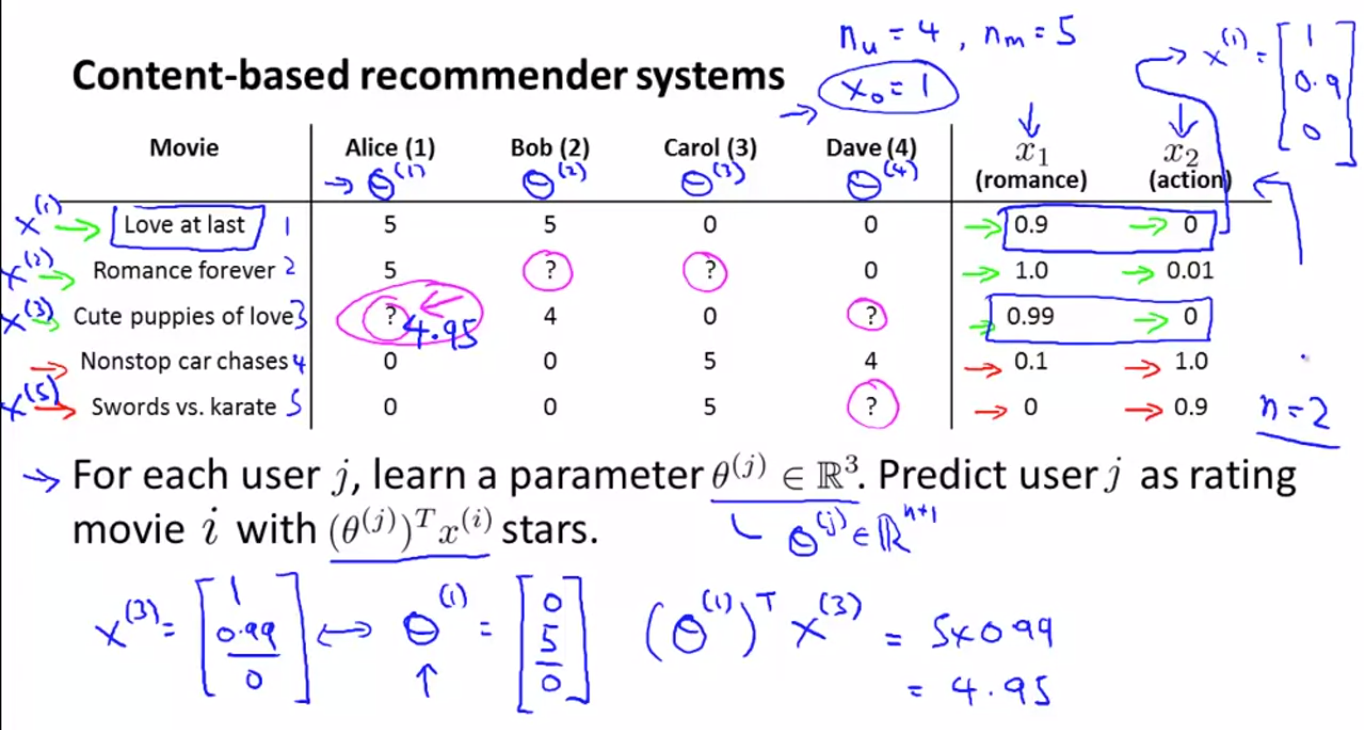 n_u = 4 , n_m = 5
x^(1) = [1 0.9 0]
Content-based recommender systems
→ x_0 = 1
Movie Alice (1) Bob (2) Carol (3) Dave (4) x_1 (romance) x_2 (action)
→ θ^(1) θ^(2) θ^(3) θ^(4)
x^(1) → Love at last 1 5 5 0 0 → 0.9 → 0
x^(2) → Romance forever 2 5 ? ? 0 → 1.0 → 0.01
x^(3) → Cute puppies of love 3 ? 4.95 4 0 ? → 0.99 → 0
→ Nonstop car chases 4 0 0 5 4 → 0.1 → 1.0
x^(5) → Swords vs. karate 5 0 0 5 ? → 0 → 0.9
n=2
→ For each user j, learn a parameter θ^(j) ∈ ℝ^3. Predict user j as rating
movie i with (θ^(j))^T x^(i) stars.
θ^(j) ∈ ℝ^(n+1)
x^(3) = [1 0.99 0] ↔ θ^(1) = [0 5 0] (θ^(1))^T x^(3) = 5×0.99
= 4.95